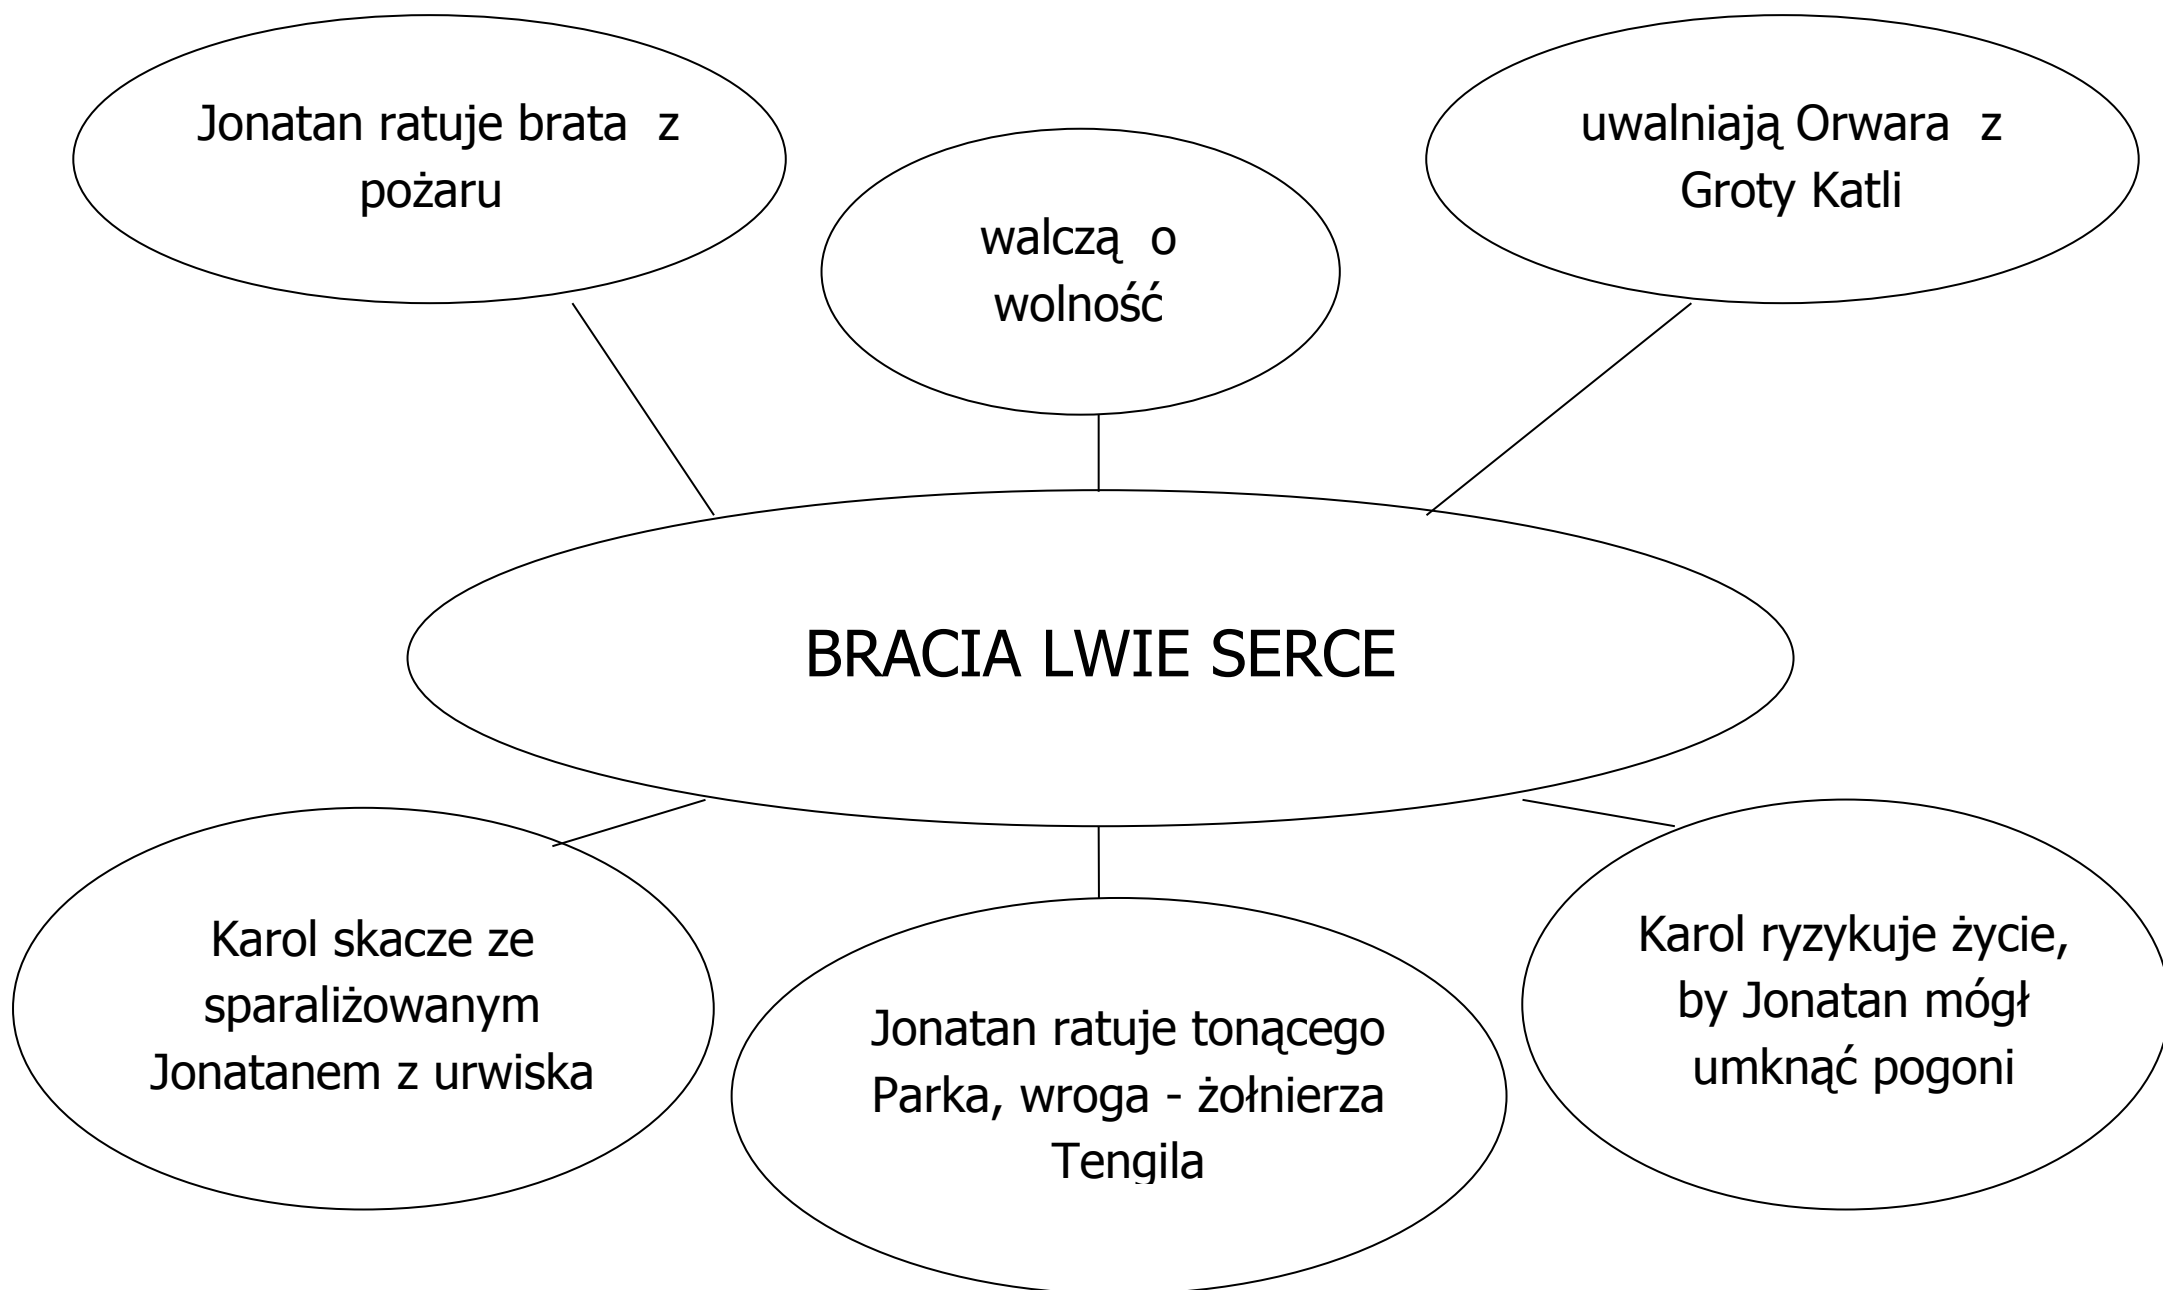 Jonatan ratuje brata z
pożaru
walczą o
wolność
uwalniają Orwara z
Groty Katli
BRACIA LWIE SERCE
Karol skacze ze
sparaliżowanym
Jonatanem z urwiska
Jonatan ratuje tonącego
Parka, wroga - żołnierza
Tengila
Karol ryzykuje życie,
by Jonatan mógł
umknąć pogoni